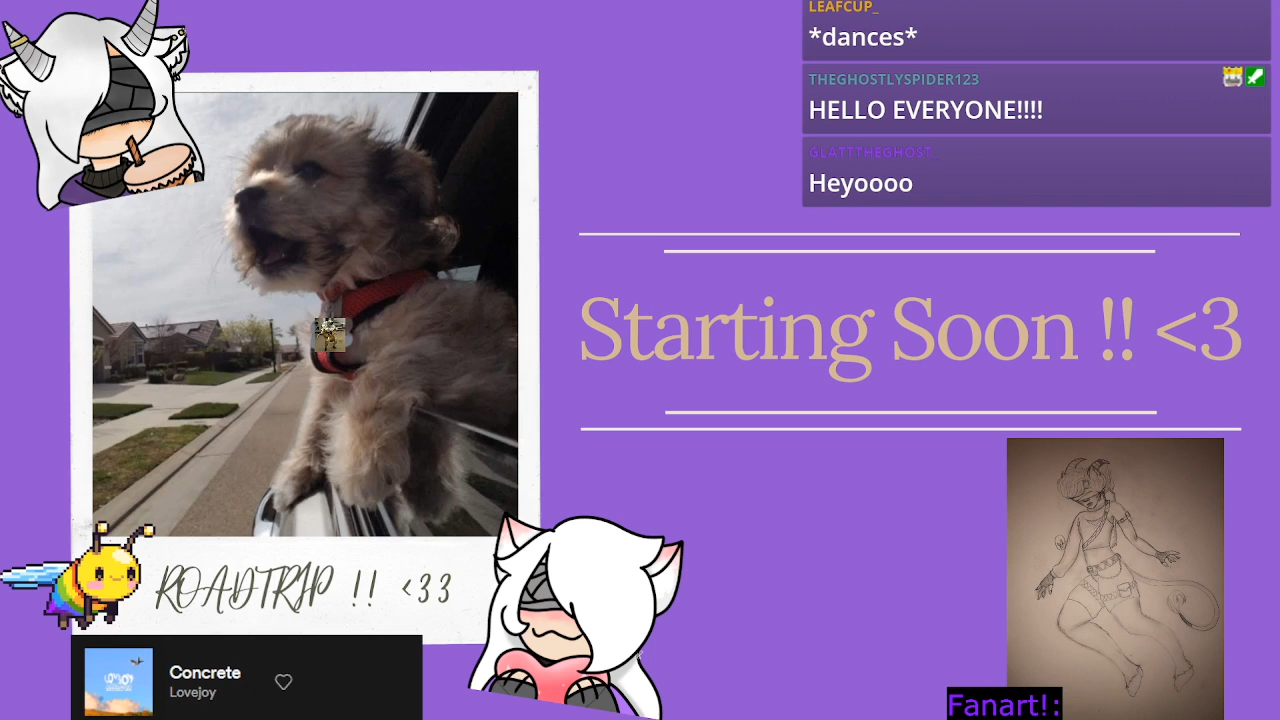 LEAFCUP_
*dances*
THEGHOSTLYSPIDER123
HELLO EVERYONE!!!!
GLATTTHEGHOST_
Heyoooo
Starting Soon !! <3
ROADTRIP !! <33
Concrete
Lovejoy
Fanart!: